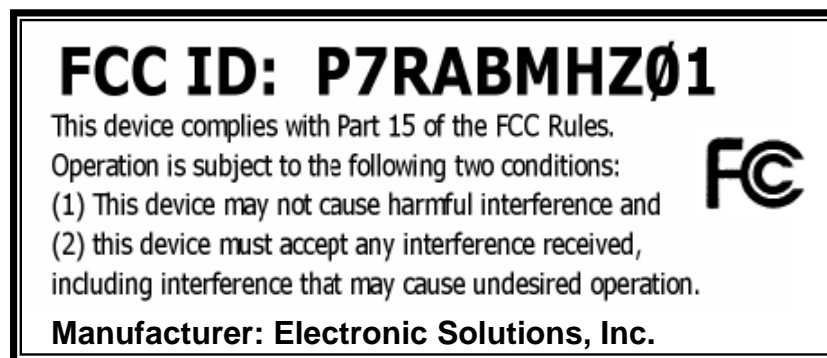 FCC ID: P7RABMHZØ1
This device complies with Part 15 of the FCC Rules.
Operation is subject to the following two conditions:
(1) This device may not cause harmful interference and
(2) this device must accept any interference received,
including interference that may cause undesired operation.
FC
Manufacturer: Electronic Solutions, Inc.